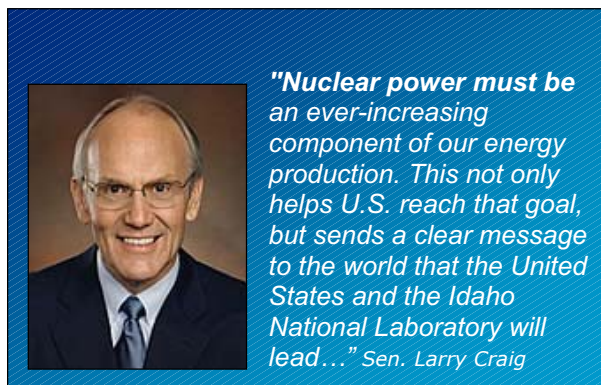 "Nuclear power must be
an ever-increasing
component of our energy
production. This not only
helps U.S. reach that goal,
but sends a clear message
to the world that the United
States and the Idaho
National Laboratory will
lead…” Sen. Larry Craig